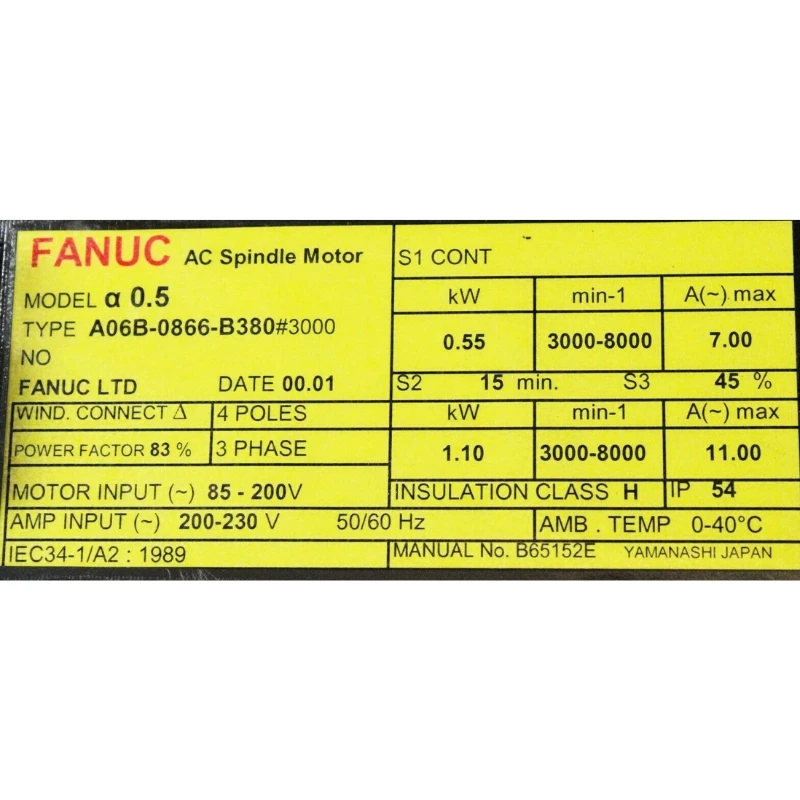 FANUC AC Spindle Motor
MODEL α 0.5
TYPE A06B-0866-B380#3000
NO
FANUC LTD DATE 00.01
WIND. CONNECT Δ 4 POLES
POWER FACTOR 83 % 3 PHASE
MOTOR INPUT (~) 85 - 200V
AMP INPUT (~) 200-230 V 50/60 Hz
IEC34-1/A2 : 1989
S1 CONT
kW min-1 A(~) max
0.55 3000-8000 7.00
S2 15 min. S3 45 %
kW min-1 A(~) max
1.10 3000-8000 11.00
INSULATION CLASS H IP 54
AMB . TEMP 0-40°C
MANUAL No. B65152E YAMANASHI JAPAN